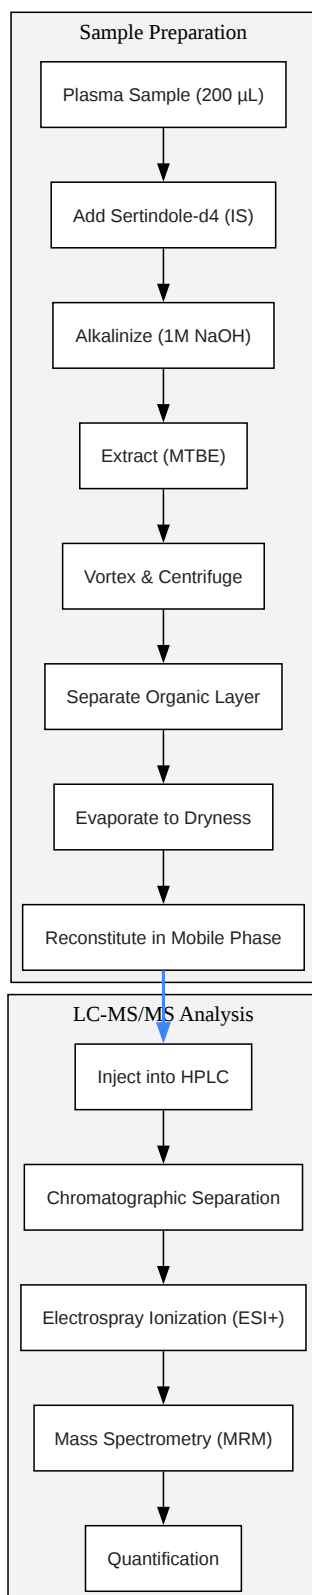 Sample Preparation
Plasma Sample (200 µL)
Add Sertindole-d4 (IS)
Alkalinize (1M NaOH)
Extract (MTBE)
Vortex & Centrifuge
Separate Organic Layer
Evaporate to Dryness
Reconstitute in Mobile Phase
LC-MS/MS Analysis
Inject into HPLC
Chromatographic Separation
Electrospray Ionization (ESI+)
Mass Spectrometry (MRM)
Quantification